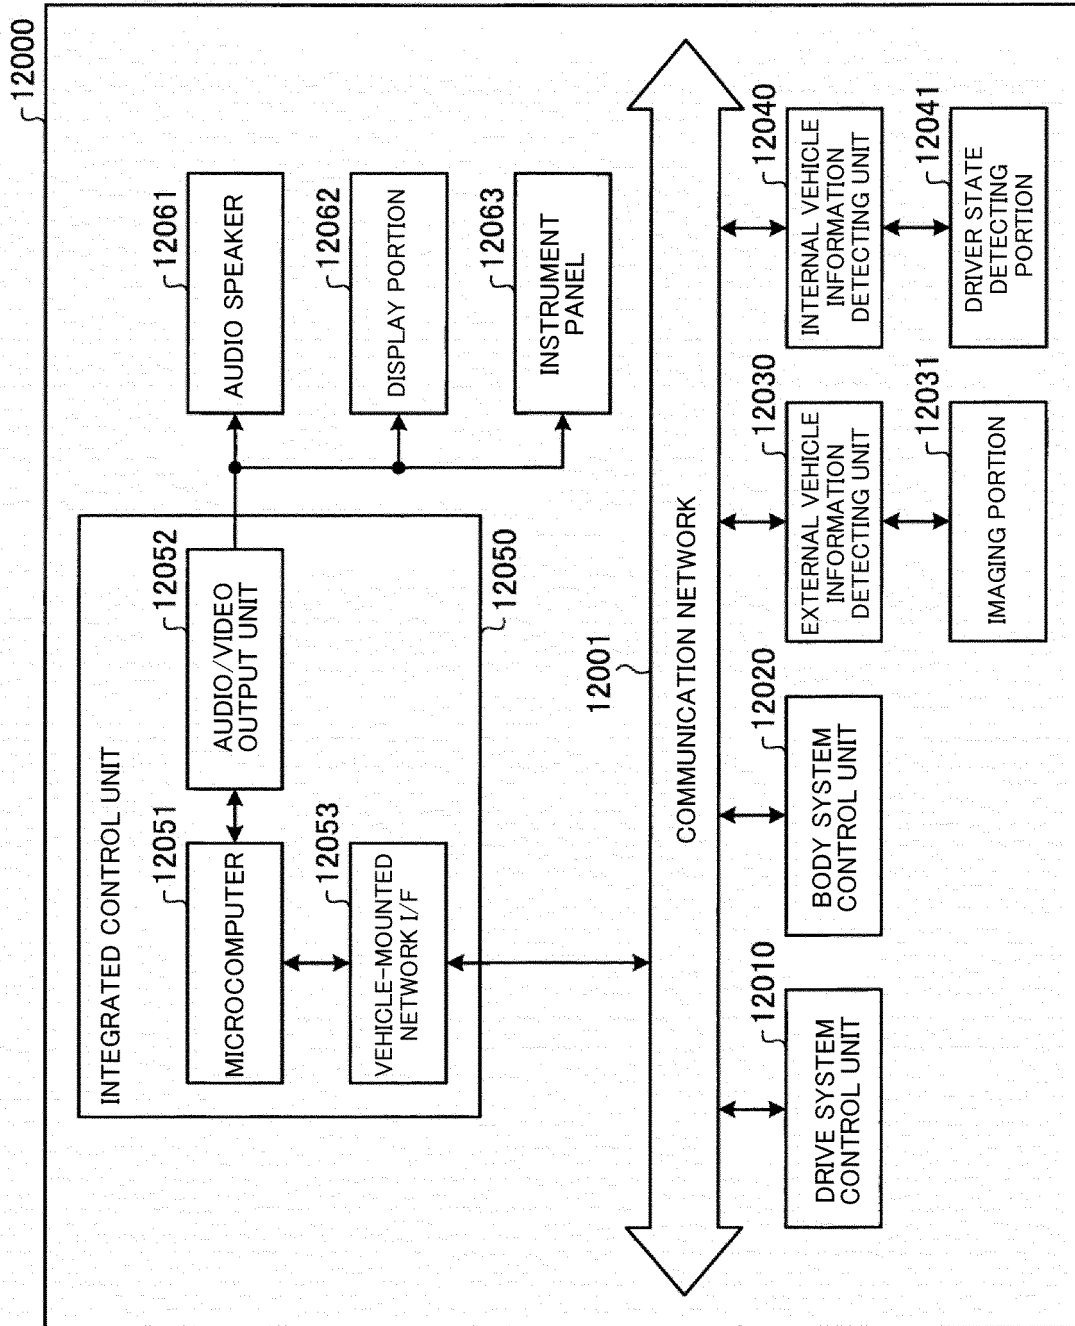 12000
INTEGRATED CONTROL UNIT
12051
MICROCOMPUTER
12052
AUDIO/VIDEO
OUTPUT UNIT
12053
VEHICLE-MOUNTED
NETWORK I/F
12050
12061
AUDIO SPEAKER
12062
DISPLAY PORTION
12063
INSTRUMENT
PANEL
12001
COMMUNICATION NETWORK
12010
DRIVE SYSTEM
CONTROL UNIT
12020
BODY SYSTEM
CONTROL UNIT
12030
EXTERNAL VEHICLE
INFORMATION
DETECTING UNIT
12031
IMAGING PORTION
12040
INTERNAL VEHICLE
INFORMATION
DETECTING UNIT
12041
DRIVER STATE
DETECTING
PORTION